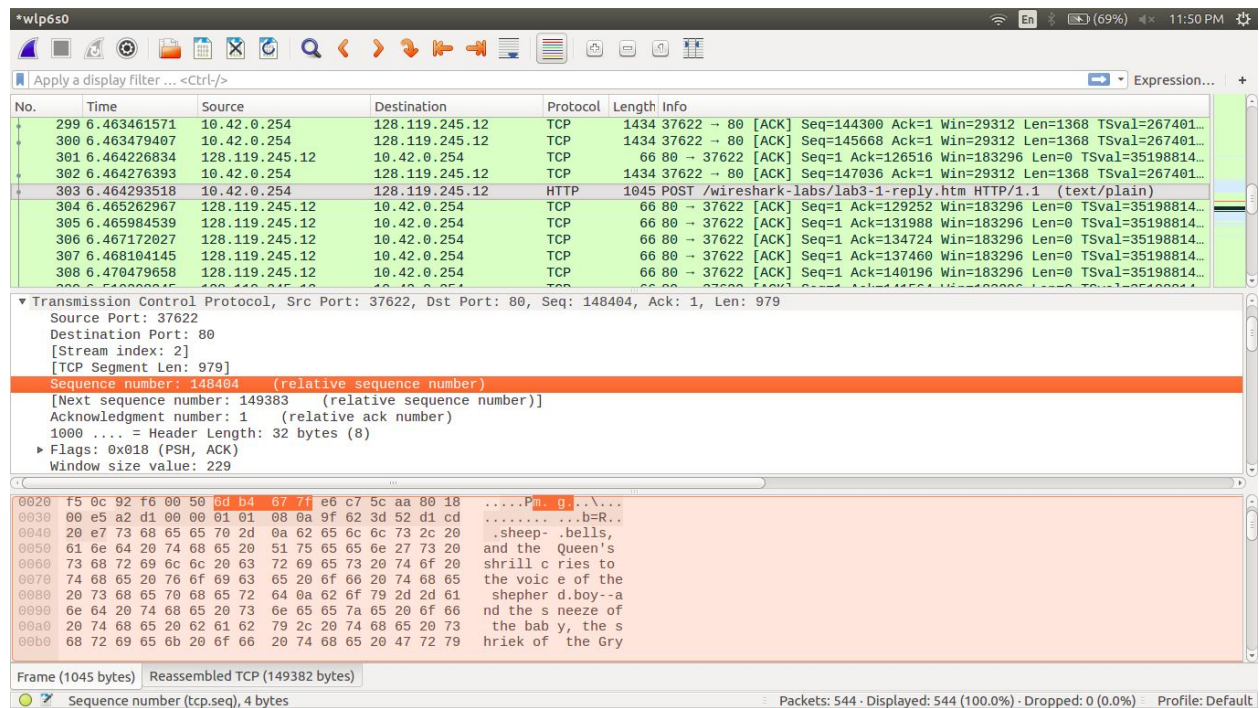 *wlp6s0 En (69%) 11:50 PM
Apply a display filter ... <Ctrl-/> Expression... +
No. Time Source Destination Protocol Length Info
299 6.463461571 10.42.0.254 128.119.245.12 TCP 1434 37622 → 80 [ACK] Seq=144300 Ack=1 Win=29312 Len=1368 TSval=267401…
300 6.463479407 10.42.0.254 128.119.245.12 TCP 1434 37622 → 80 [ACK] Seq=145668 Ack=1 Win=29312 Len=1368 TSval=267401…
301 6.464226834 128.119.245.12 10.42.0.254 TCP 66 80 → 37622 [ACK] Seq=1 Ack=126516 Win=183296 Len=0 TSval=35198814…
302 6.464276393 10.42.0.254 128.119.245.12 TCP 1434 37622 → 80 [ACK] Seq=147036 Ack=1 Win=29312 Len=1368 TSval=267401…
303 6.464293518 10.42.0.254 128.119.245.12 HTTP 1045 POST /wireshark-labs/lab3-1-reply.htm HTTP/1.1 (text/plain)
304 6.465262967 128.119.245.12 10.42.0.254 TCP 66 80 → 37622 [ACK] Seq=1 Ack=129252 Win=183296 Len=0 TSval=35198814…
305 6.465984539 128.119.245.12 10.42.0.254 TCP 66 80 → 37622 [ACK] Seq=1 Ack=131988 Win=183296 Len=0 TSval=35198814…
306 6.467172027 128.119.245.12 10.42.0.254 TCP 66 80 → 37622 [ACK] Seq=1 Ack=134724 Win=183296 Len=0 TSval=35198814…
307 6.468104145 128.119.245.12 10.42.0.254 TCP 66 80 → 37622 [ACK] Seq=1 Ack=137460 Win=183296 Len=0 TSval=35198814…
308 6.470479658 128.119.245.12 10.42.0.254 TCP 66 80 → 37622 [ACK] Seq=1 Ack=140196 Win=183296 Len=0 TSval=35198814…
Transmission Control Protocol, Src Port: 37622, Dst Port: 80, Seq: 148404, Ack: 1, Len: 979
Source Port: 37622
Destination Port: 80
[Stream index: 2]
[TCP Segment Len: 979]
Sequence number: 148404 (relative sequence number)
[Next sequence number: 149383 (relative sequence number)]
Acknowledgment number: 1 (relative ack number)
1000 .... = Header Length: 32 bytes (8)
Flags: 0x018 (PSH, ACK)
Window size value: 229
0020 f5 0c 92 f6 00 50 6d b4 67 7f e6 c7 5c aa 80 18 .....Pm. g...\...
0030 00 e5 a2 d1 00 00 01 01 08 0a 9f 62 3d 52 d1 cd ........ ...b=R..
0040 20 e7 73 68 65 65 70 2d 0a 62 65 6c 6c 73 2c 20 .sheep- .bells,
0050 61 6e 64 20 74 68 65 20 51 75 65 65 6e 27 73 20 and the Queen's
0060 73 68 72 69 6c 6c 20 63 72 69 65 73 20 74 6f 20 shrill c ries to
0070 74 68 65 20 76 6f 69 63 65 20 6f 66 20 74 68 65 the voic e of the
0080 20 73 68 65 70 68 65 72 64 0a 62 6f 79 2d 2d 61 shepher d.boy--a
0090 6e 64 20 74 68 65 20 73 6e 65 65 7a 65 20 6f 66 nd the s neeze of
00a0 20 74 68 65 20 62 61 62 79 2c 20 74 68 65 20 73 the bab y, the s
00b0 68 72 69 65 6b 20 6f 66 20 74 68 65 20 47 72 79 hriek of the Gry
Frame (1045 bytes) Reassembled TCP (149382 bytes)
Sequence number (tcp.seq), 4 bytes Packets: 544 · Displayed: 544 (100.0%) · Dropped: 0 (0.0%) Profile: Default